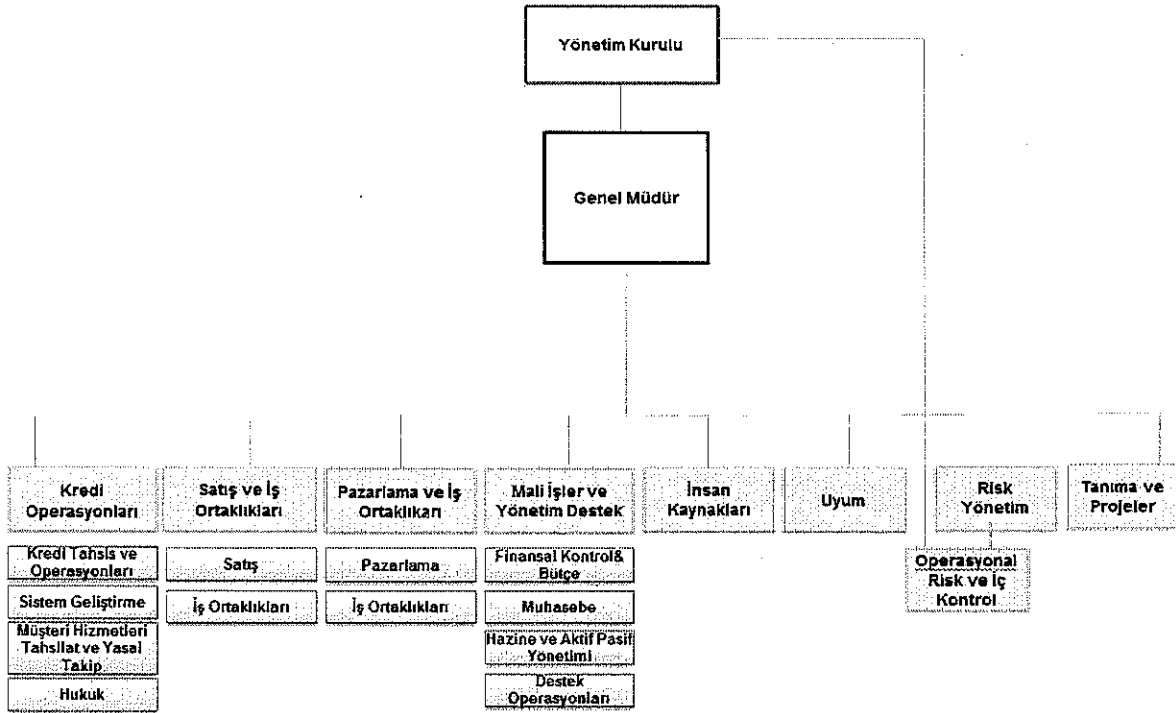 Yönetim Kurulu
Genel Müdür
Kredi
Operasyonları
Satış ve İş
Ortaklıkları
Pazarlama ve İş
Ortaklıkarı
Mali İşler ve
Yönetim Destek
İnsan
Kaynakları
Uyum
Risk
Yönetim
Tanıma ve
Projeler
Kredi Tahsis ve
Operasyonları
Sistem Geliştirme
Müşteri Hizmetleri
Tahsilat ve Yasal
Takip
Hukuk
Satış
İş Ortaklıkları
Pazarlama
İş Ortaklıkları
Finansal Kontrol&
Bütçe
Muhasebe
Hazine ve Aktif Pasif
Yönetimi
Destek
Operasyonları
Operasyonal
Risk ve İç
Kontrol